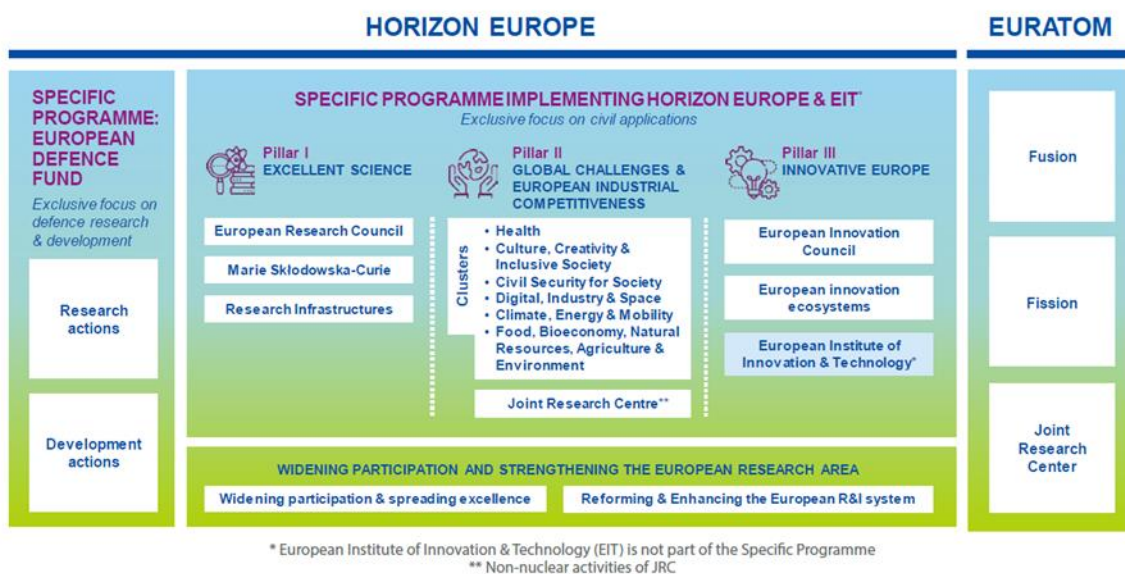 HORIZON EUROPE
EURATOM
SPECIFIC
PROGRAMME:
EUROPEAN
DEFENCE
FUND
Exclusive focus on
defence research
& development
Research
actions
Development
actions
SPECIFIC PROGRAMME IMPLEMENTING HORIZON EUROPE & EIT*
Exclusive focus on civil applications
Pillar I
EXCELLENT SCIENCE
European Research Council
Marie Skłodowska-Curie
Research Infrastructures
Pillar II
GLOBAL CHALLENGES &
EUROPEAN INDUSTRIAL
COMPETITIVENESS
Clusters
• Health
• Culture, Creativity &
Inclusive Society
• Civil Security for Society
• Digital, Industry & Space
• Climate, Energy & Mobility
• Food, Bioeconomy, Natural
Resources, Agriculture &
Environment
Joint Research Centre**
Pillar III
INNOVATIVE EUROPE
European Innovation
Council
European innovation
ecosystems
European Institute of
Innovation & Technology*
WIDENING PARTICIPATION AND STRENGTHENING THE EUROPEAN RESEARCH AREA
Widening participation & spreading excellence
Reforming & Enhancing the European R&I system
Fusion
Fission
Joint
Research
Center
* European Institute of Innovation & Technology (EIT) is not part of the Specific Programme
** Non-nuclear activities of JRC